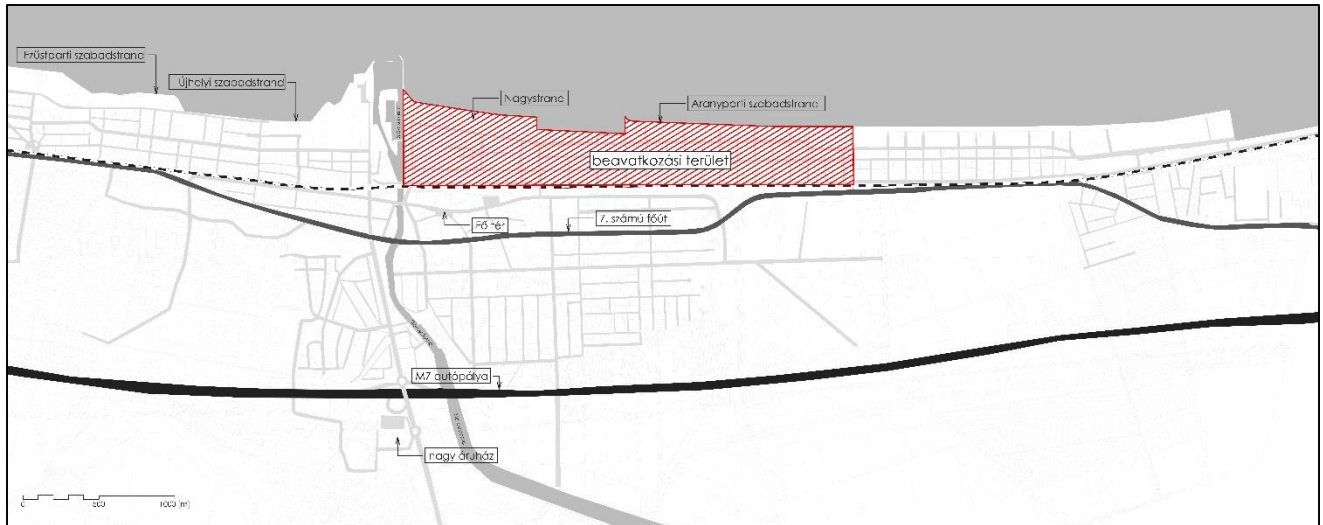 Ezüstparti szabadstrand
Újhelyi szabadstrand
Nagystrand
Aranyparti szabadstrand
beavatkozási terület
Fő tér
7. számú főút
M7 autópálya
nagy áruház
0 500 1000 [m]